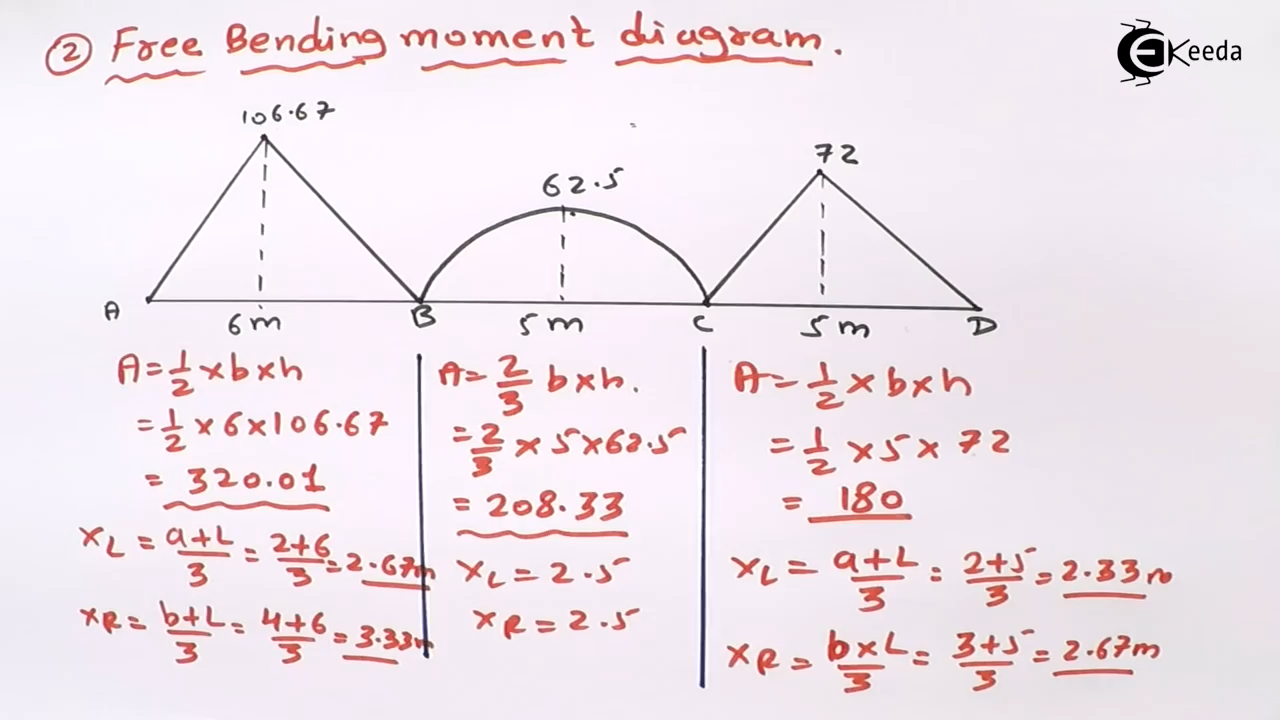 ② Free Bending moment diagram.
EKeeda
106.67
62.5
72
A
6m
B
5m
C
5m
D
A = 1/2 × b × h
= 1/2 × 6 × 106.67
= 320.01
xL = a+L/3 = 2+6/3 = 2.67m
xR = b+L/3 = 4+6/3 = 3.33m
A = 2/3 b × h.
= 2/3 × 5 × 62.5
= 208.33
xL = 2.5
xR = 2.5
A = 1/2 × b × h
= 1/2 × 5 × 72
= 180
xL = a+L/3 = 2+5/3 = 2.33m
xR = b×L/3 = 3+5/3 = 2.67m